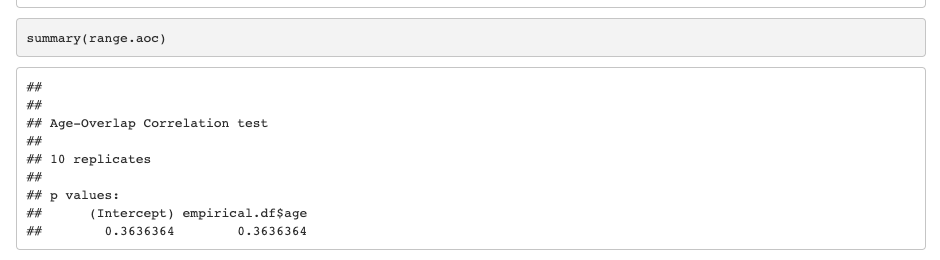 summary(range.aoc)
##
##
## Age-Overlap Correlation test
##
## 10 replicates
##
## p values:
##      (Intercept) empirical.df$age
##        0.3636364        0.3636364